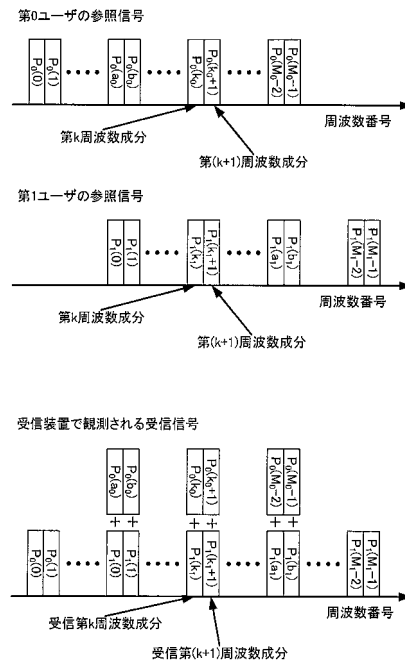 第0ユーザの参照信号
P₀(0) P₀(1) •••• P₀(a₀) P₀(b₀) •••• P₀(k₀) P₀(k₀+1) •••• P₀(M₀−2) P₀(M₀−1)
周波数番号
第k周波数成分
第(k+1)周波数成分
第1ユーザの参照信号
P₁(0) P₁(1) •••• P₁(k₁) P₁(k₁+1) •••• P₁(a₁) P₁(b₁) P₁(M₁−2) P₁(M₁−1)
周波数番号
第k周波数成分
第(k+1)周波数成分
受信装置で観測される受信信号
P₀(a₀) P₀(b₀) P₀(k₀) P₀(k₀+1) P₀(M₀−2) P₀(M₀−1)
+ + + + + +
P₀(0) P₀(1) •••• P₁(0) P₁(1) •••• P₁(k₁) P₁(k₁+1) •••• P₁(a₁) P₁(b₁) •••• P₁(M₁−2) P₁(M₁−1)
周波数番号
受信第k周波数成分
受信第(k+1)周波数成分